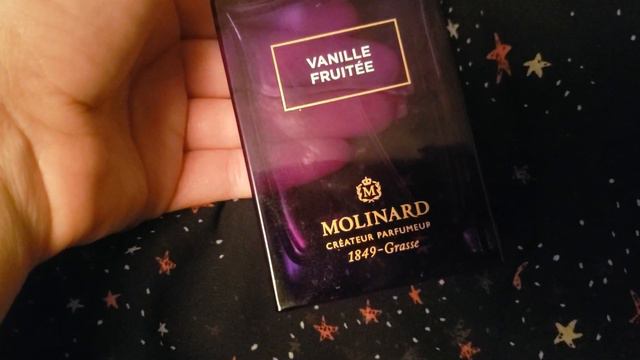 VANILLE
FRUITÉE
M
MOLINARD
CRÉATEUR PARFUMEUR
1849-Grasse